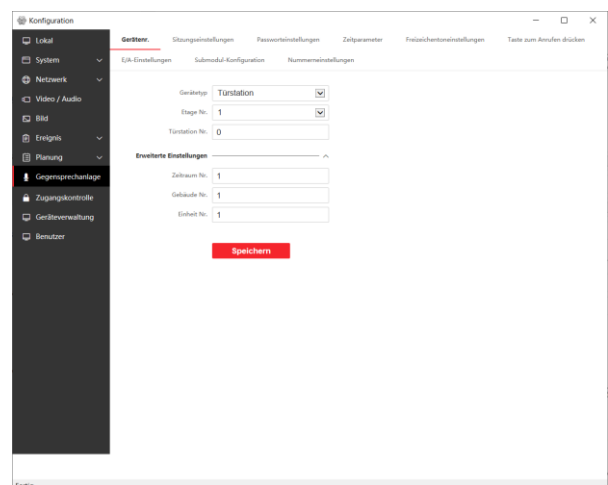 Konfiguration
Lokal
System
Netzwerk
Video / Audio
Bild
Ereignis
Planung
Gegensprechanlage
Zugangskontrolle
Geräteverwaltung
Benutzer
Gerätenr. Sitzungseinstellungen Passworteinstellungen Zeitparameter Freizeichentoneinstellungen Taste zum Anrufen drücken
E/A-Einstellungen Submodul-Konfiguration Nummerneinstellungen
Gerätetyp Türstation
Etage Nr. 1
Türstation Nr. 0
Erweiterte Einstellungen
Zeitraum Nr. 1
Gebäude Nr. 1
Einheit Nr. 1
Speichern